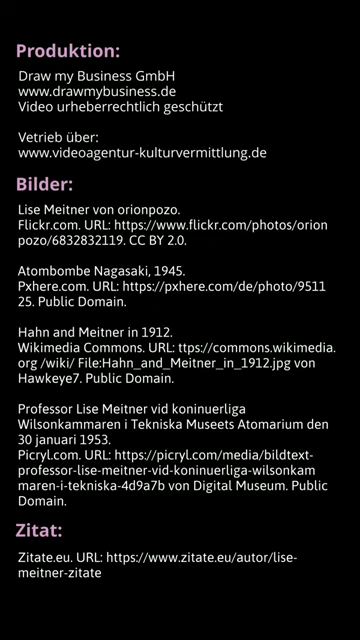 Produktion:
Draw my Business GmbH
www.drawmybusiness.de
Video urheberrechtlich geschützt
Vetrieb über:
www.videoagentur-kulturvermittlung.de
Bilder:
Lise Meitner von orionpozo.
Flickr.com. URL: https://www.flickr.com/photos/orion
pozo/6832832119. CC BY 2.0.
Atombombe Nagasaki, 1945.
Pxhere.com. URL: https://pxhere.com/de/photo/9511
25. Public Domain.
Hahn and Meitner in 1912.
Wikimedia Commons. URL: ttps://commons.wikimedia.
org /wiki/ File:Hahn_and_Meitner_in_1912.jpg von
Hawkeye7. Public Domain.
Professor Lise Meitner vid koninuerliga
Wilsonkammaren i Tekniska Museets Atomarium den
30 januari 1953.
Picryl.com. URL: https://picryl.com/media/bildtext-
professor-lise-meitner-vid-koninuerliga-wilsonkam
maren-i-tekniska-4d9a7b von Digital Museum. Public
Domain.
Zitat:
Zitate.eu. URL: https://www.zitate.eu/autor/lise-
meitner-zitate